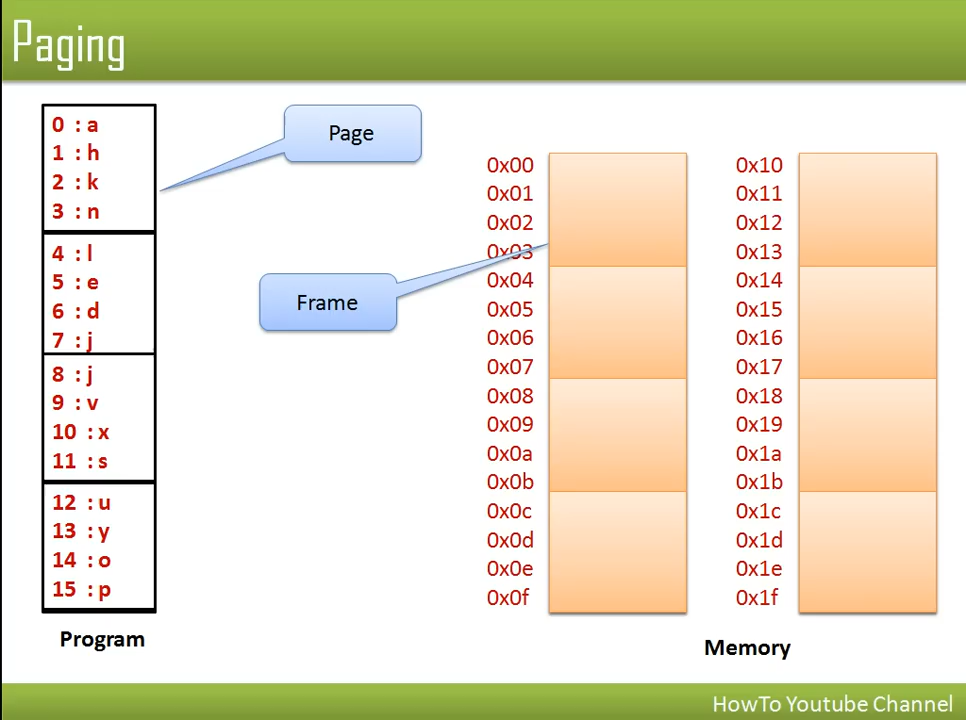 Paging
0 : a
1 : h
2 : k
3 : n
4 : l
5 : e
6 : d
7 : j
8 : j
9 : v
10 : x
11 : s
12 : u
13 : y
14 : o
15 : p
Program
Page
Frame
0x00
0x01
0x02
0x03
0x04
0x05
0x06
0x07
0x08
0x09
0x0a
0x0b
0x0c
0x0d
0x0e
0x0f
0x10
0x11
0x12
0x13
0x14
0x15
0x16
0x17
0x18
0x19
0x1a
0x1b
0x1c
0x1d
0x1e
0x1f
Memory
HowTo Youtube Channel